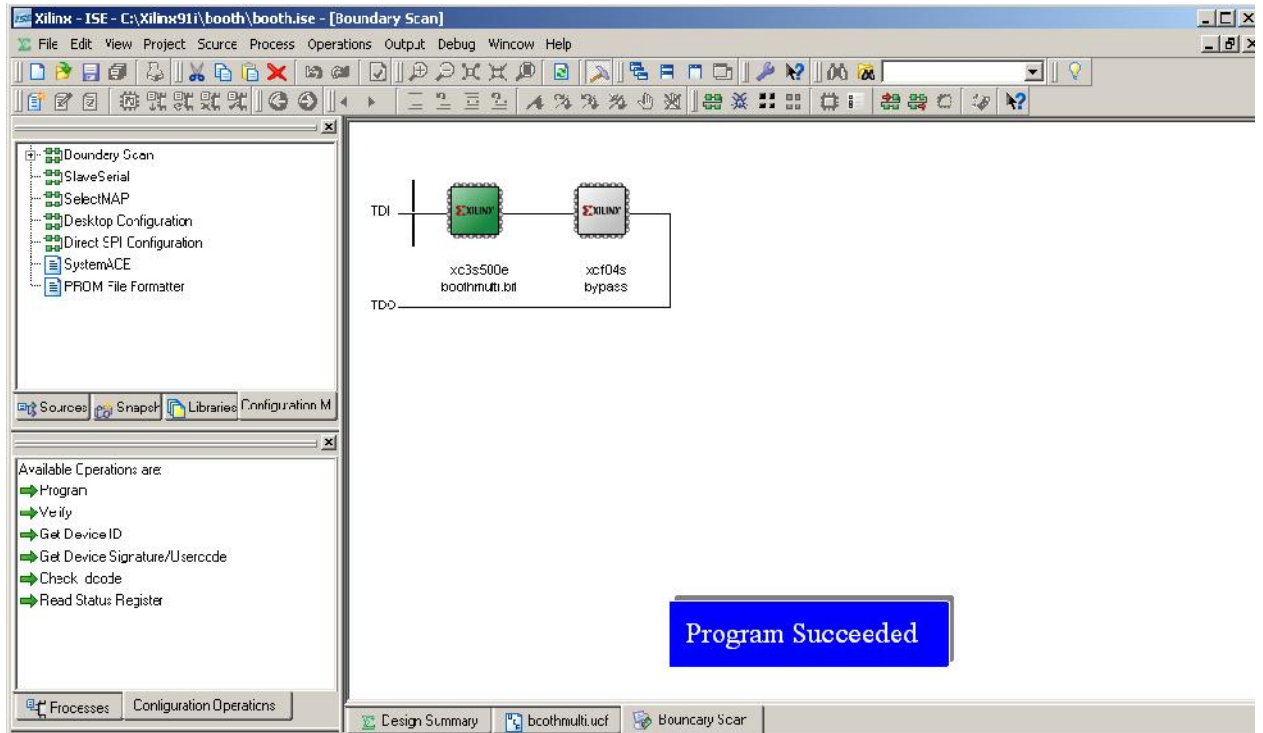 Xilinx - ISE - C:\Xilinx91i\booth\booth.ise - [Boundary Scan]
File Edit View Project Source Process Operations Output Debug Window Help
Boundary Scan
SlaveSerial
SelectMAP
Desktop Configuration
Direct SPI Configuration
SystemACE
PROM File Formatter
Sources Snapsh Libraries Configuration M
Available Operations are:
Program
Verify
Get Device ID
Get Device Signature/Usercode
Check Idcode
Read Status Register
Processes Configuration Operations
TDI
XILINX XILINX
xc3s500e xcf04s
boothmulti.bit bypass
TDO
Program Succeeded
Design Summary boothmulti.ucf Boundary Scan